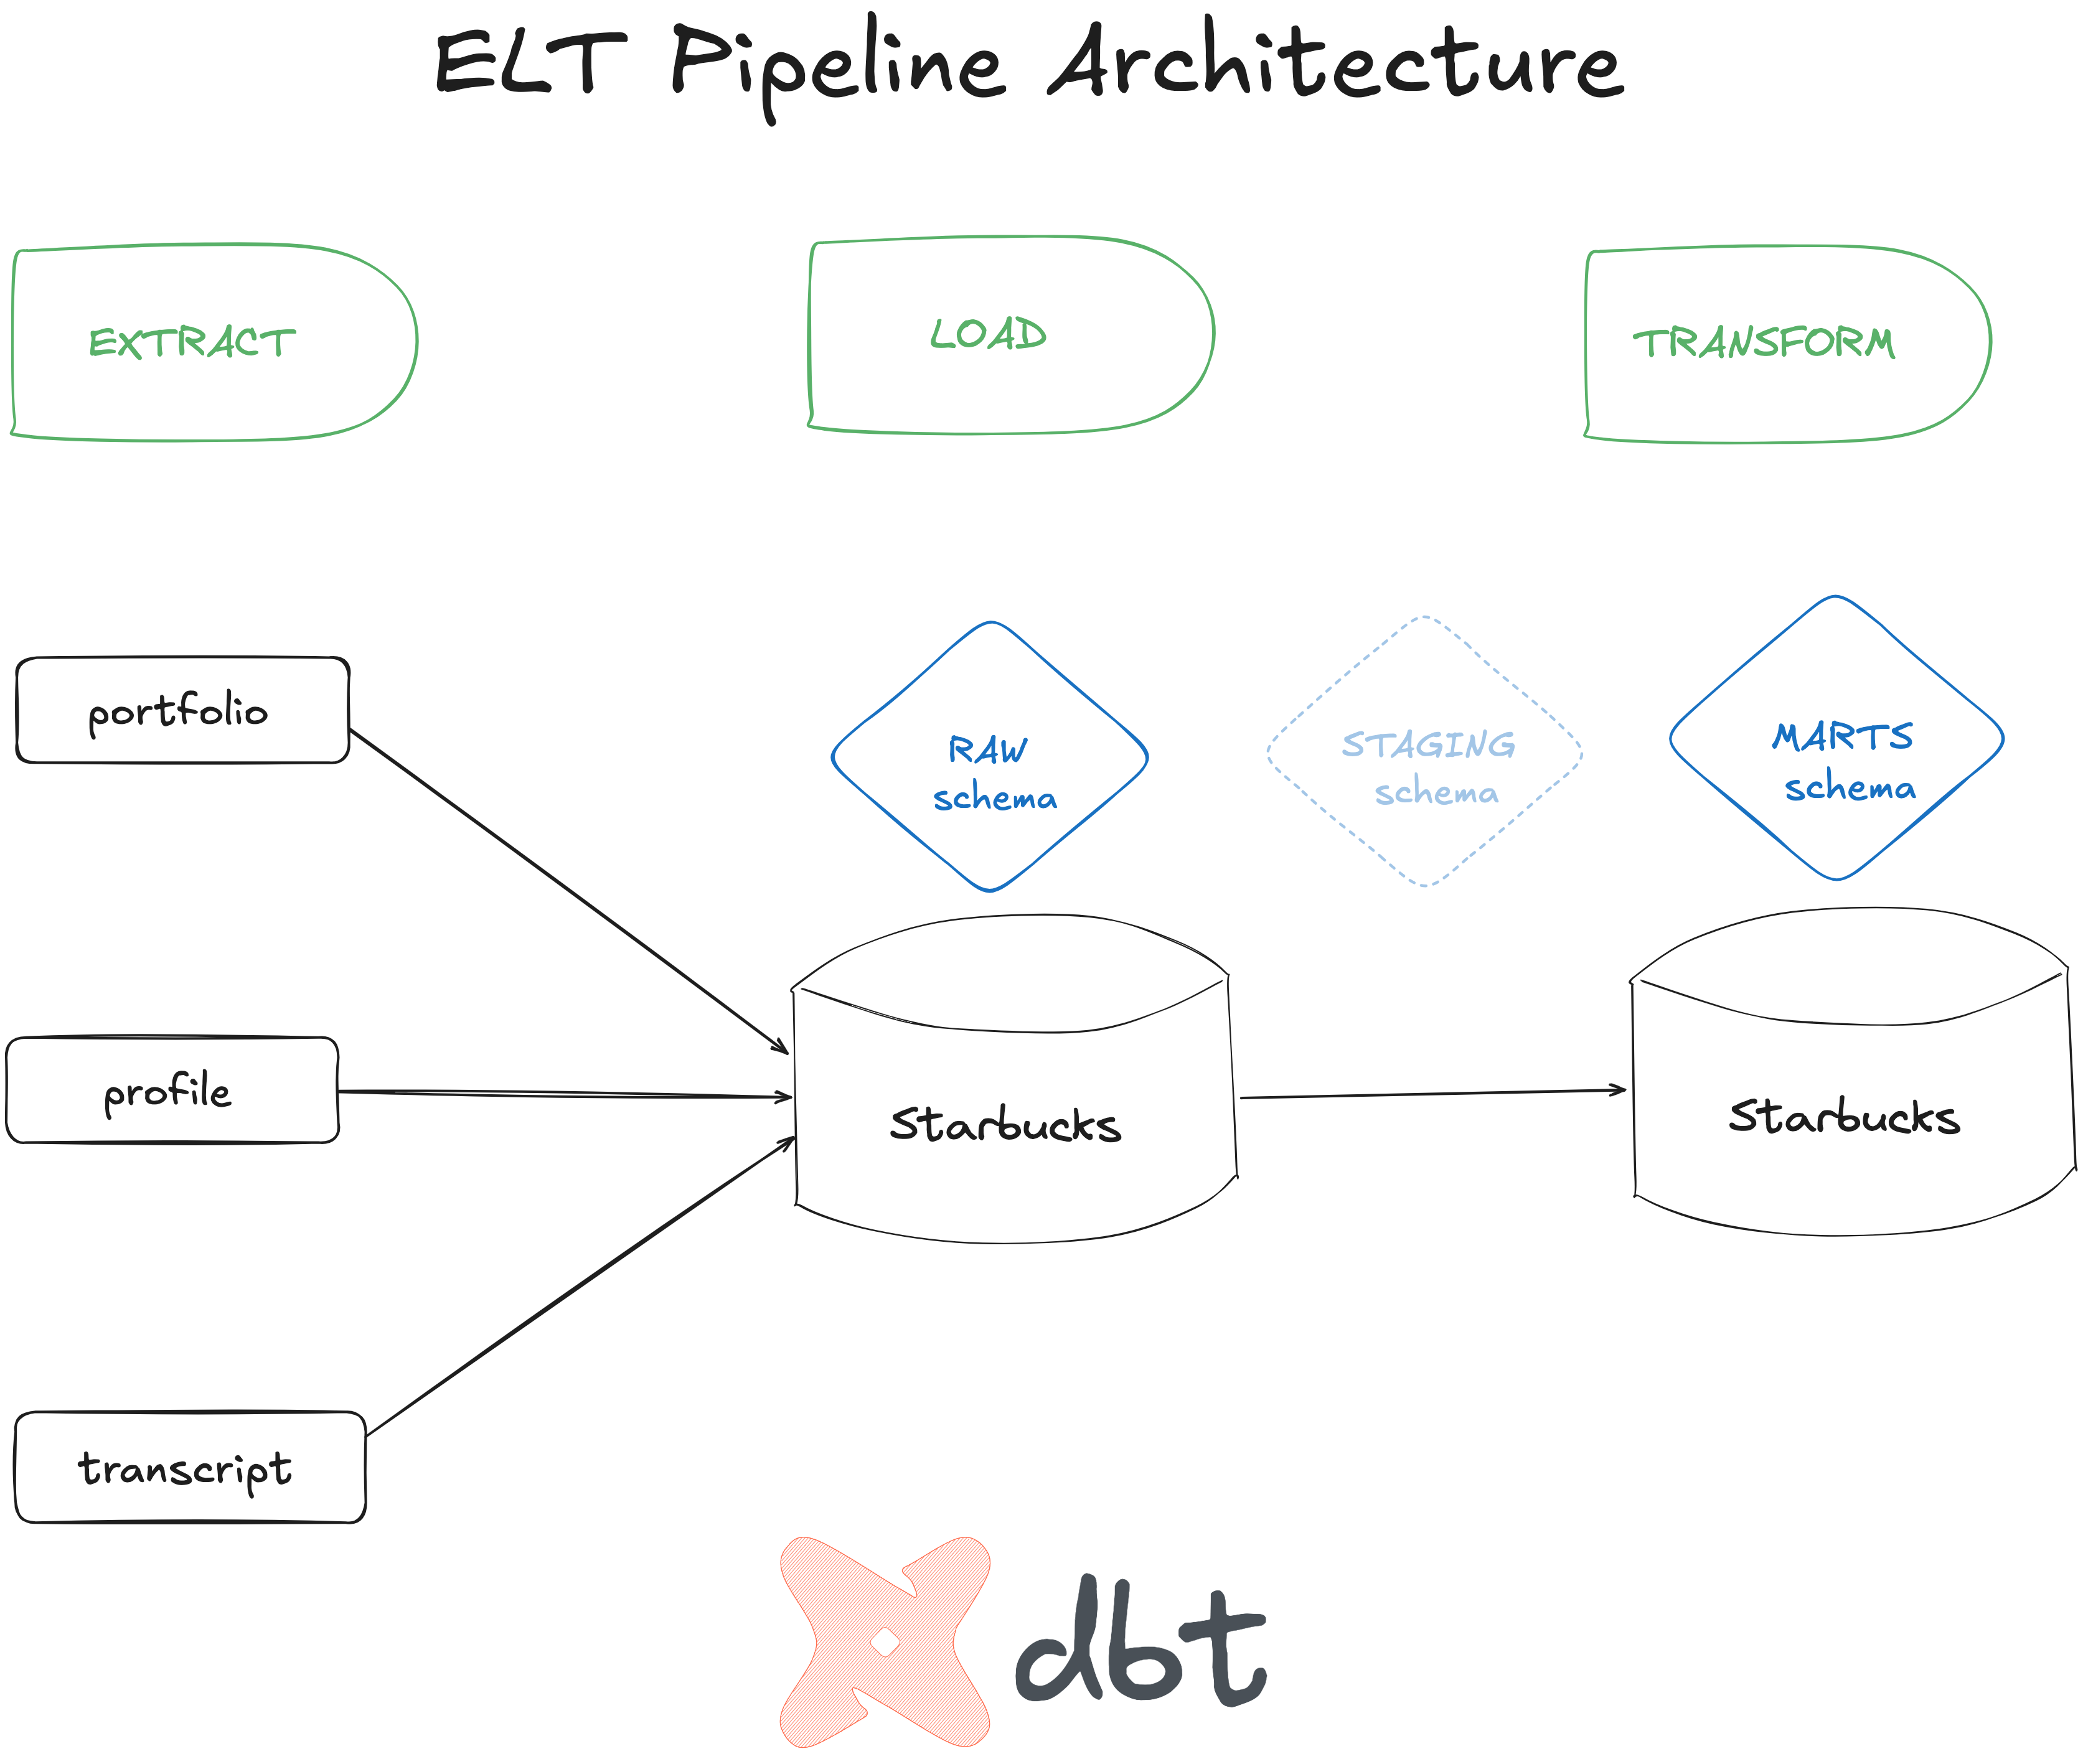 ELT Pipeline Architecture
EXTRACT
LOAD
TRANSFORM
portfolio
RAW
schema
STAGING
schema
MARTS
schema
profile
Starbucks
Starbucks
transcript
dbt